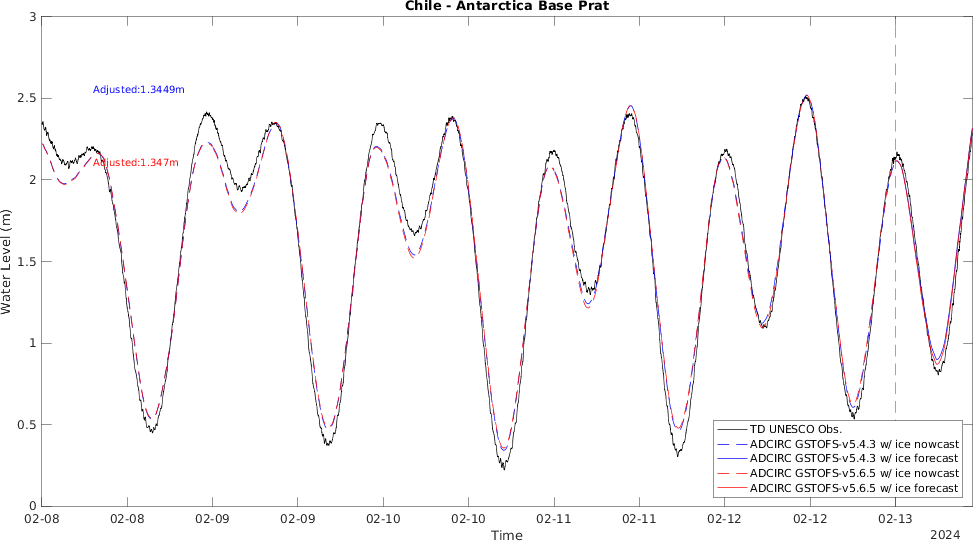 Chile - Antarctica Base Prat
3
2.5
2
1.5
1
0.5
0
Water Level (m)
Adjusted:1.3449m
Adjusted:1.347m
TD UNESCO Obs.
ADCIRC GSTOFS-v5.4.3 w/ ice nowcast
ADCIRC GSTOFS-v5.4.3 w/ ice forecast
ADCIRC GSTOFS-v5.6.5 w/ ice nowcast
ADCIRC GSTOFS-v5.6.5 w/ ice forecast
02-08 02-08 02-09 02-09 02-10 02-10 02-11 02-11 02-12 02-12 02-13
Time
2024